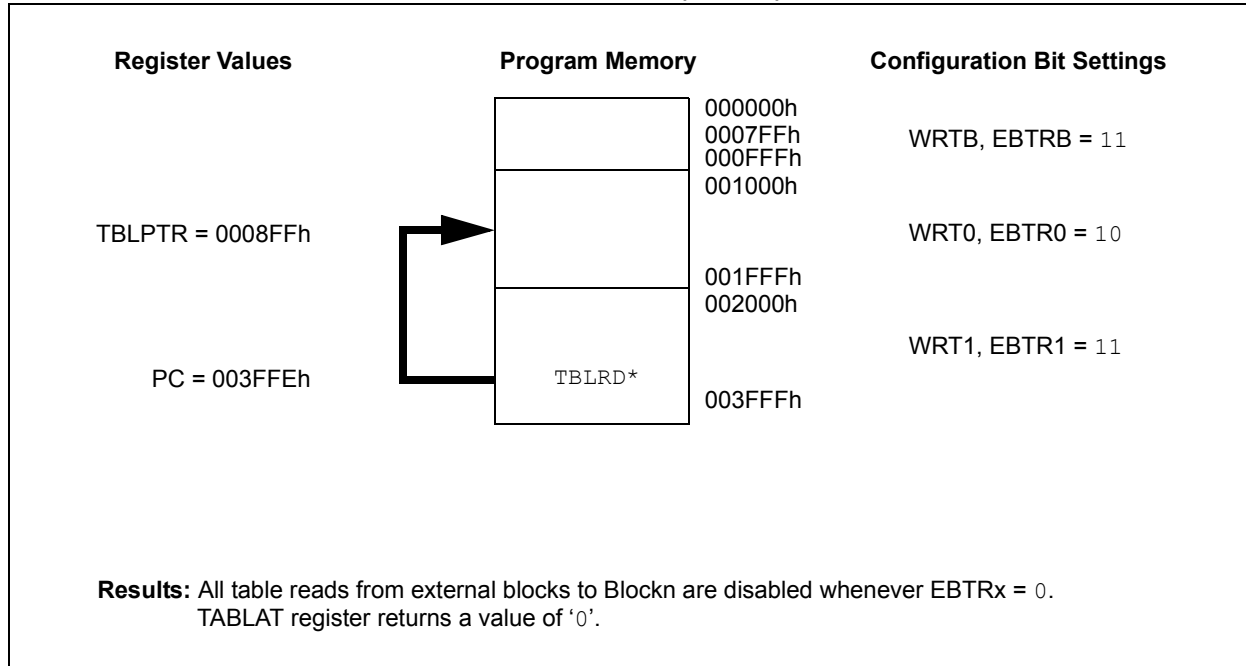 Register Values Program Memory Configuration Bit Settings
000000h
0007FFh
WRTB, EBTRB = 11
000FFFh
001000h
TBLPTR = 0008FFh WRT0, EBTR0 = 10
001FFFh
002000h
WRT1, EBTR1 = 11
PC = 003FFEh TBLRD*
003FFFh
Results: All table reads from external blocks to Blockn are disabled whenever EBTRx = 0.
TABLAT register returns a value of ‘0’.